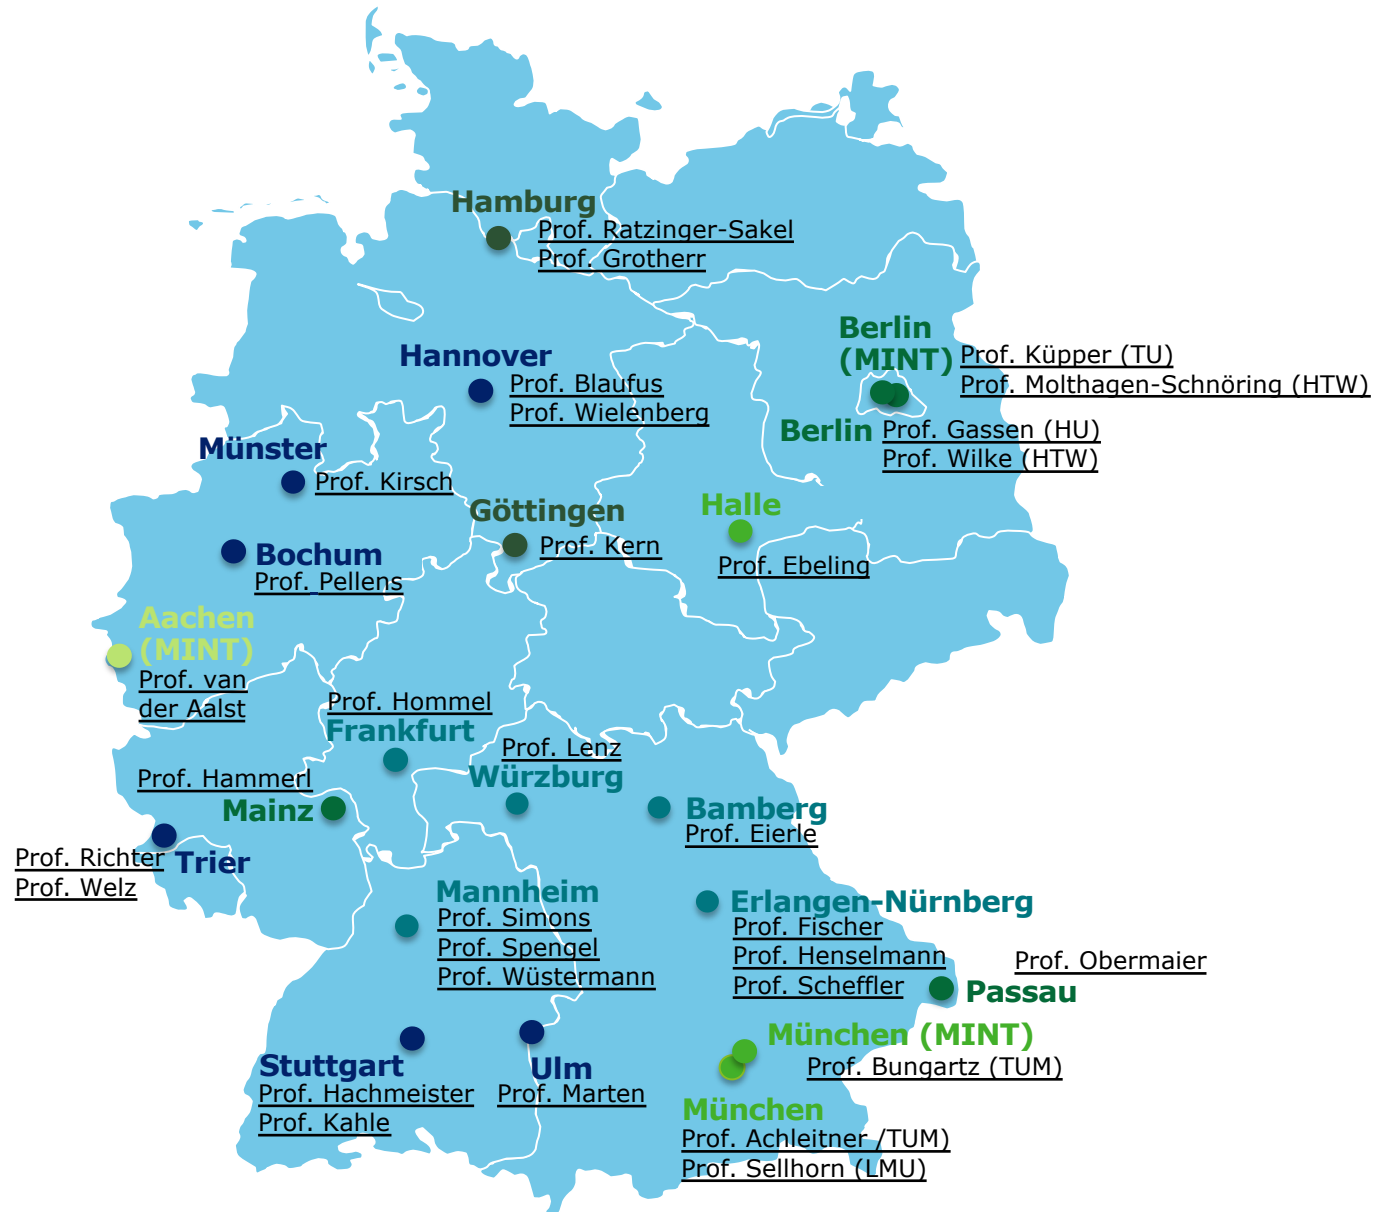 Hamburg
Prof. Ratzinger-Sakel
Prof. Grotherr
Berlin
(MINT)
Prof. Küpper (TU)
Prof. Molthagen-Schnöring (HTW)
Hannover
Prof. Blaufus
Prof. Wielenberg
Berlin
Prof. Gassen (HU)
Prof. Wilke (HTW)
Münster
Prof. Kirsch
Göttingen
Prof. Kern
Halle
Prof. Ebeling
Bochum
Prof. Pellens
Aachen
(MINT)
Prof. van
der Aalst
Prof. Hommel
Frankfurt
Prof. Lenz
Würzburg
Prof. Hammerl
Mainz
Bamberg
Prof. Eierle
Trier
Prof. Richter
Prof. Welz
Mannheim
Prof. Simons
Prof. Spengel
Prof. Wüstermann
Erlangen-Nürnberg
Prof. Fischer
Prof. Henselmann
Prof. Scheffler
Prof. Obermaier
Passau
München (MINT)
Prof. Bungartz (TUM)
Stuttgart
Prof. Hachmeister
Prof. Kahle
Ulm
Prof. Marten
München
Prof. Achleitner /TUM)
Prof. Sellhorn (LMU)